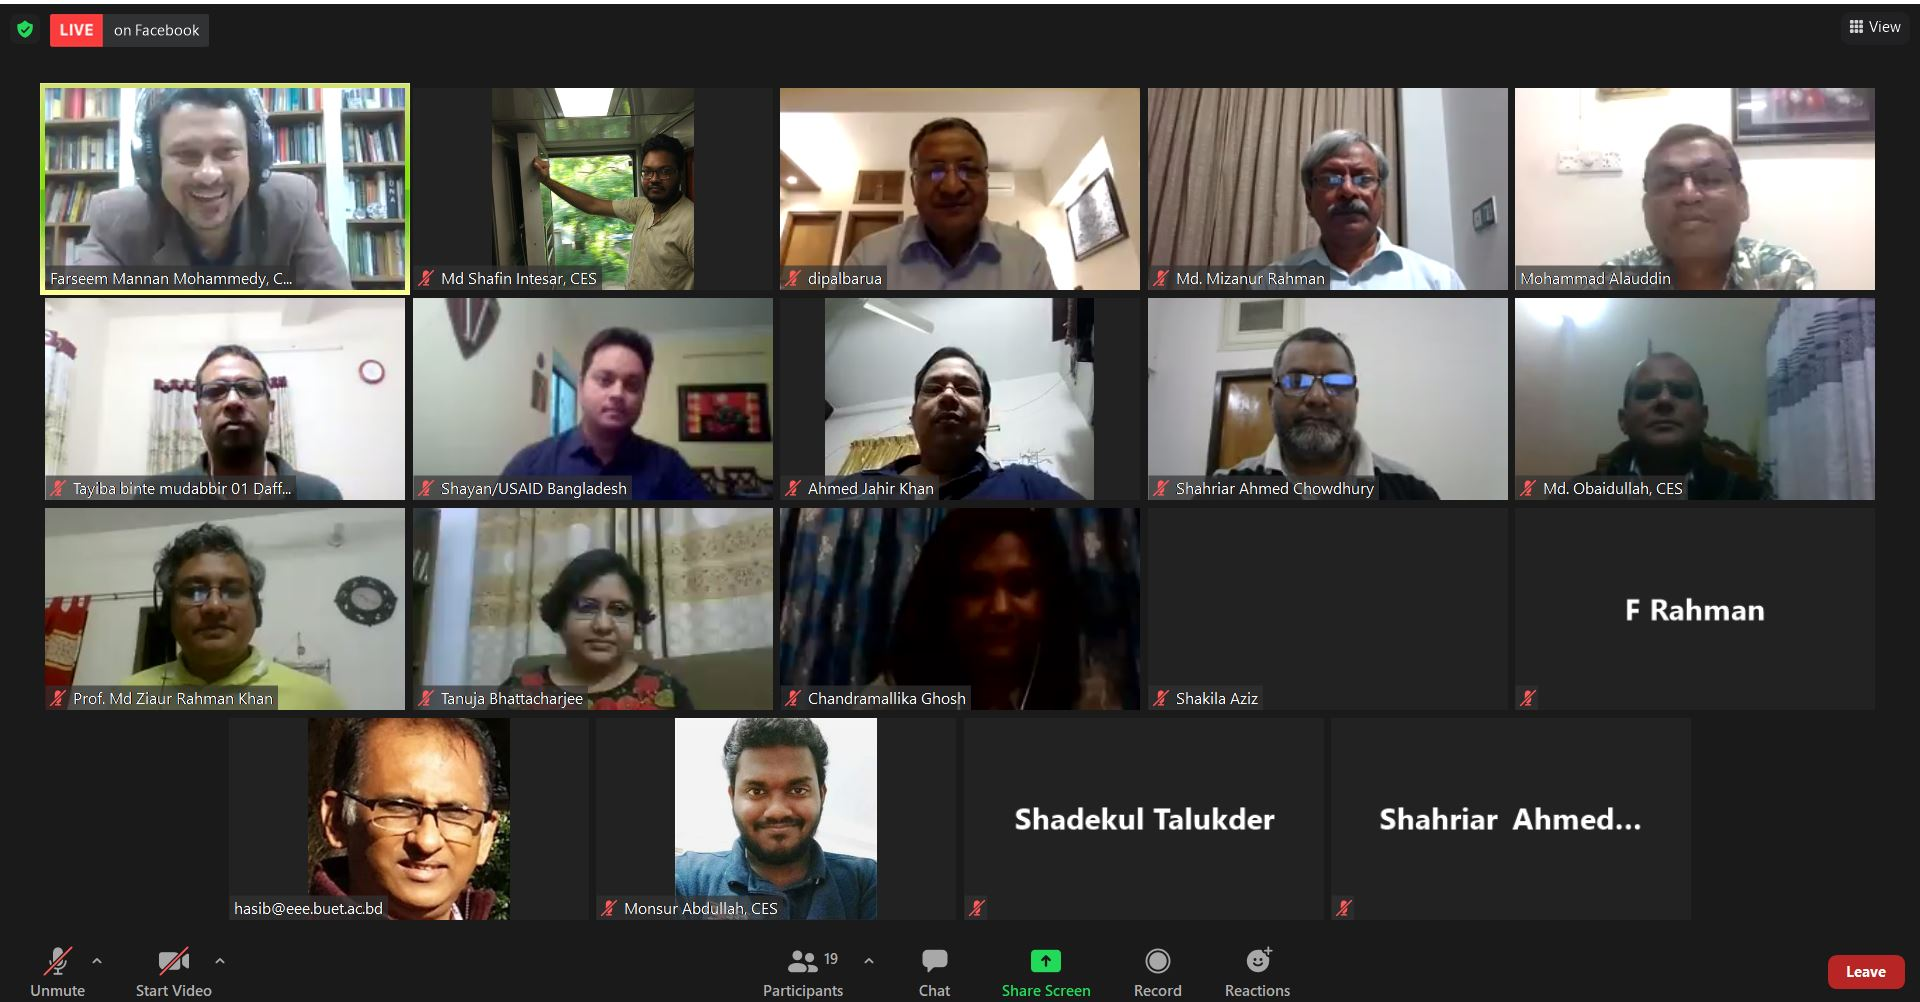 LIVE on Facebook
View
Farseem Mannan Mohammedy, C...
Md Shafin Intesar, CES
dipalbarua
Md. Mizanur Rahman
Mohammad Alauddin
Tayiba binte mudabbir 01 Daff...
Shayan/USAID Bangladesh
Ahmed Jahir Khan
Shahriar Ahmed Chowdhury
Md. Obaidullah, CES
Prof. Md Ziaur Rahman Khan
Tanuja Bhattacharjee
Chandramallika Ghosh
Shakila Aziz
F Rahman
hasib@eee.buet.ac.bd
Monsur Abdullah, CES
Shadekul Talukder
Shahriar Ahmed...
Unmute
Start Video
19
Participants
Chat
Share Screen
Record
Reactions
Leave